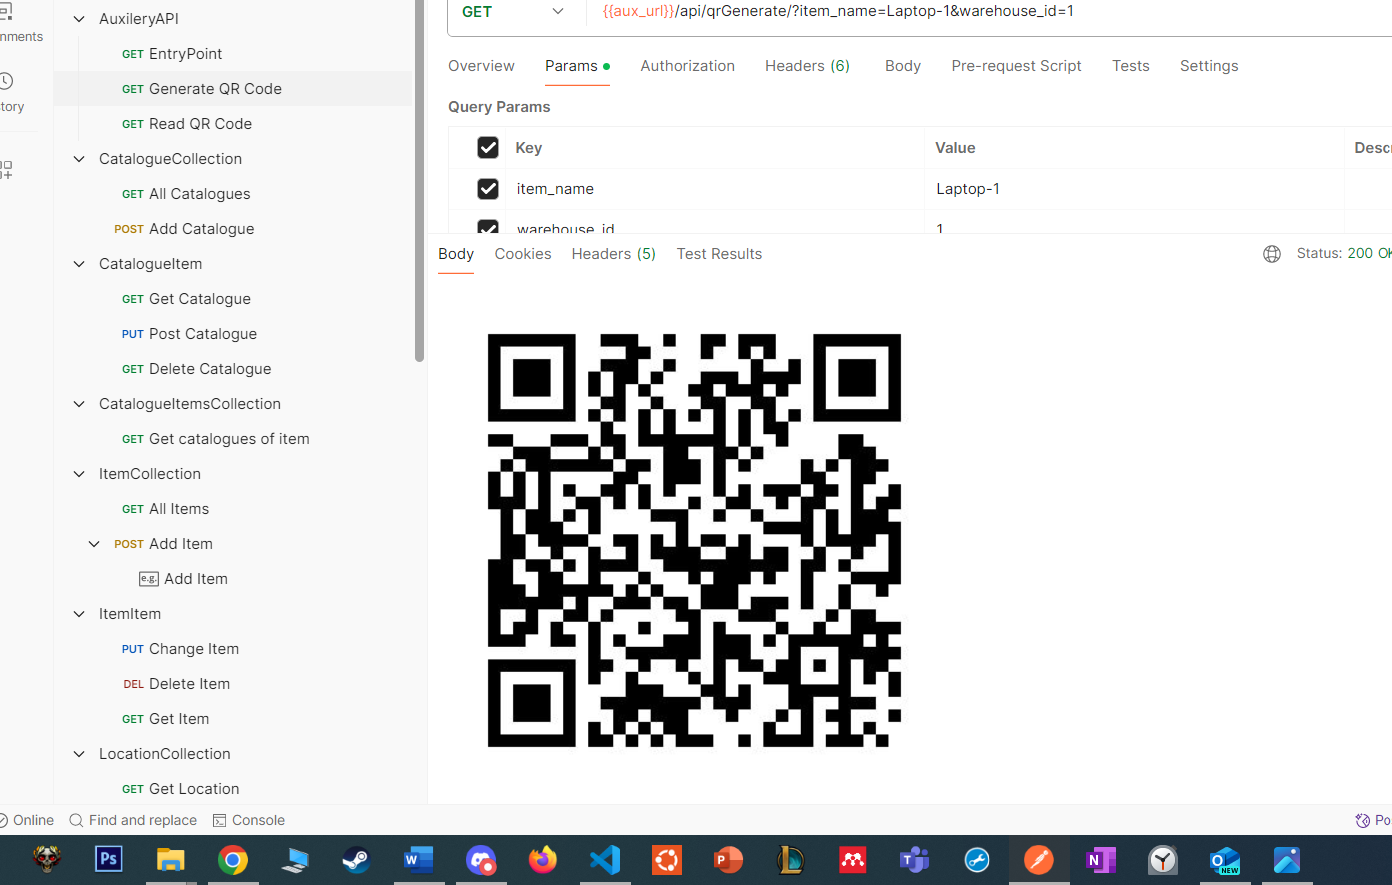 GET {{aux_url}}/api/qrGenerate/?item_name=Laptop-1&warehouse_id=1
Overview Params Authorization Headers (6) Body Pre-request Script Tests Settings
Query Params
Key Value
item_name Laptop-1
warehouse_id 1
Body Cookies Headers (5) Test Results Status: 200 OK
AuxileryAPI
GET EntryPoint
GET Generate QR Code
GET Read QR Code
CatalogueCollection
GET All Catalogues
POST Add Catalogue
CatalogueItem
GET Get Catalogue
PUT Post Catalogue
GET Delete Catalogue
CatalogueItemsCollection
GET Get catalogues of item
ItemCollection
GET All Items
POST Add Item
e.g. Add Item
ItemItem
PUT Change Item
DEL Delete Item
GET Get Item
LocationCollection
GET Get Location
Online Find and replace Console
Ps W P N O NEW